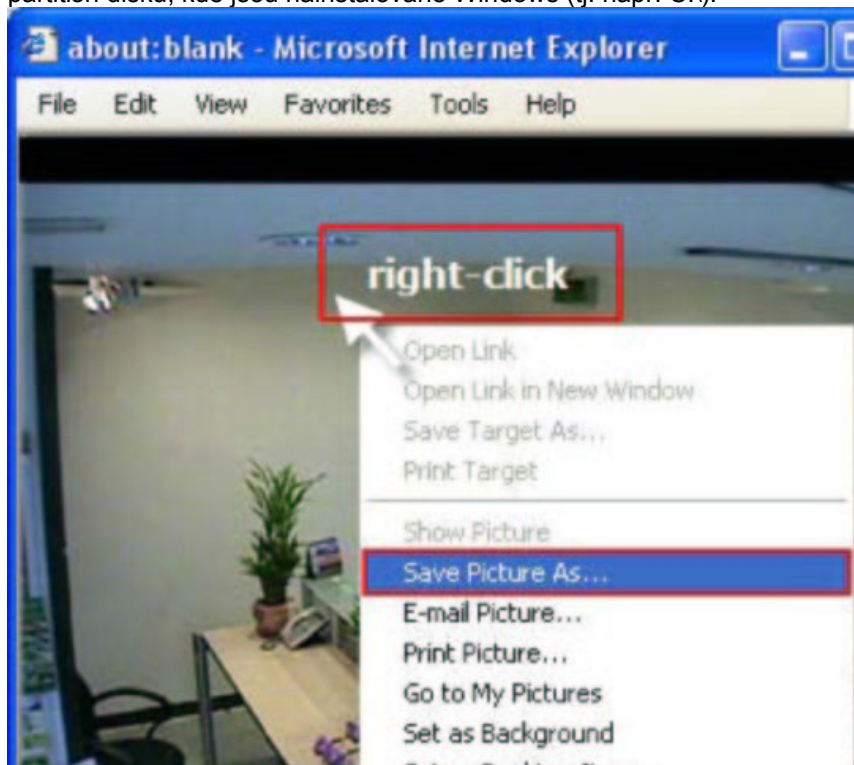 about:blank - Microsoft Internet Explorer
File Edit View Favorites Tools Help
right-click
Open Link
Open Link in New Window
Save Target As...
Print Target
Show Picture
Save Picture As...
E-mail Picture...
Print Picture...
Go to My Pictures
Set as Background